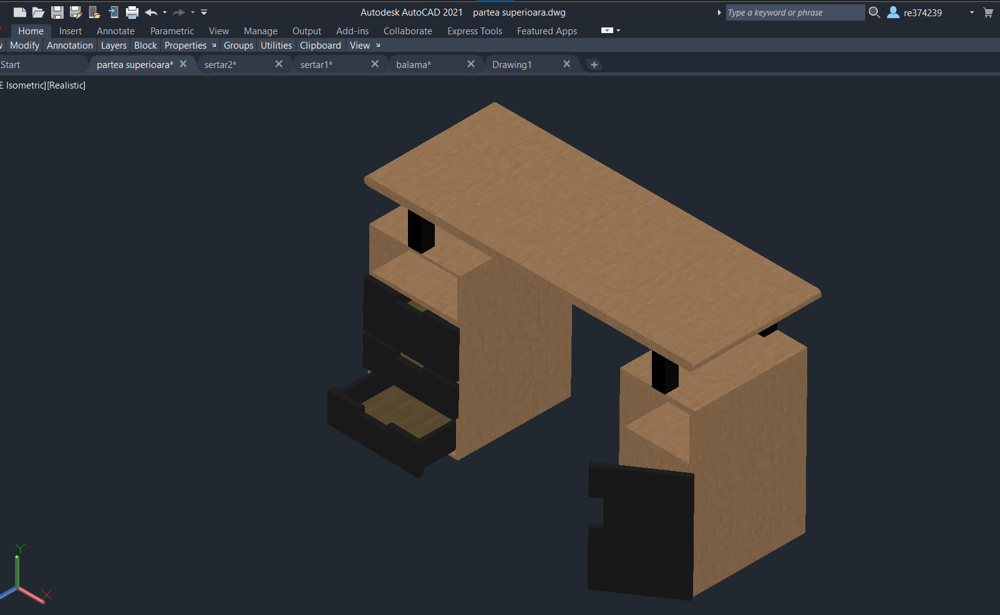 Autodesk AutoCAD 2021 partea superioara.dwg Type a keyword or phrase re374239
Home Insert Annotate Parametric View Manage Output Add-ins Collaborate Express Tools Featured Apps
Modify Annotation Layers Block Properties Groups Utilities Clipboard View
Start partea superioara* sertar2* sertar1* balama* Drawing1
E Isometric][Realistic]
Y
X